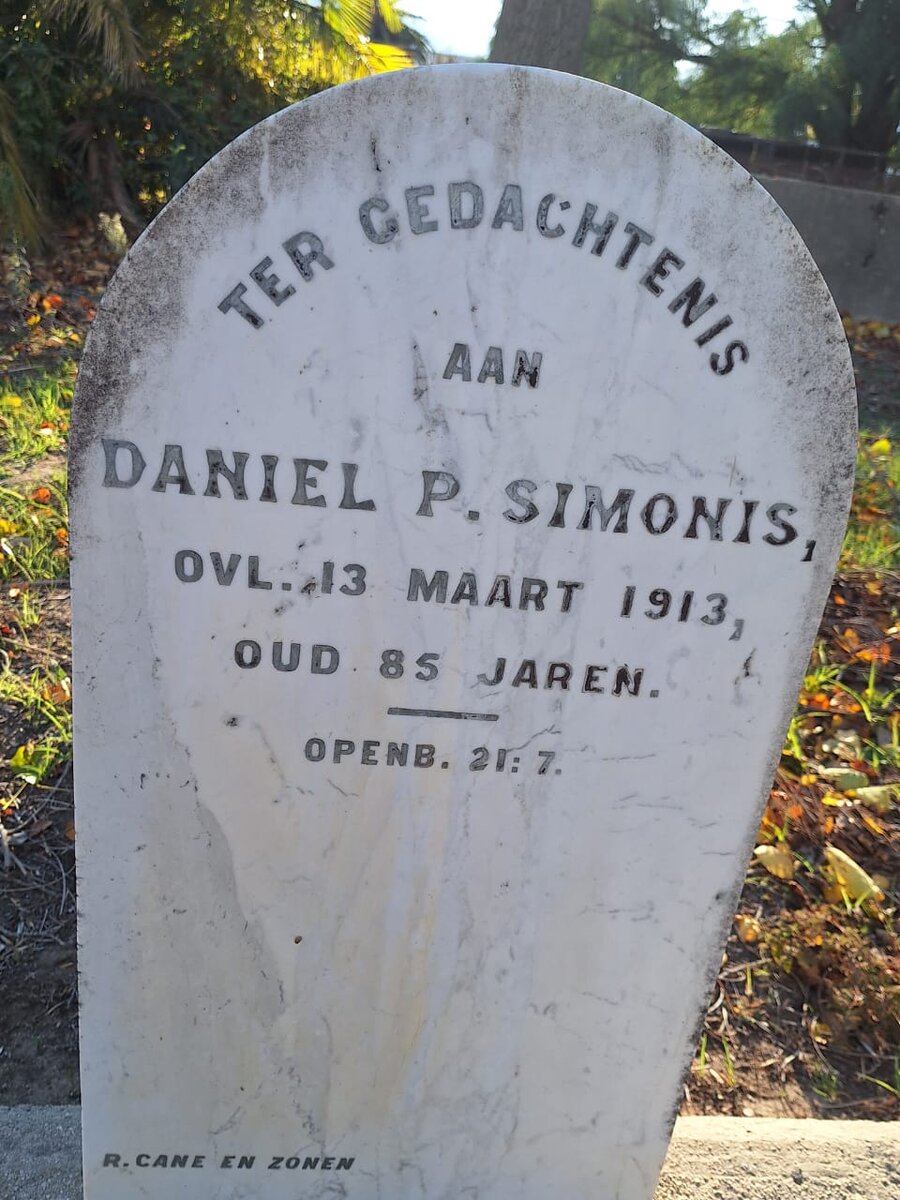 TER GEDACHTENIS
AAN
DANIEL P. SIMONIS,
OVL. 13 MAART 1913,
OUD 85 JAREN.
OPENB. 21: 7.
R. CANE EN ZONEN